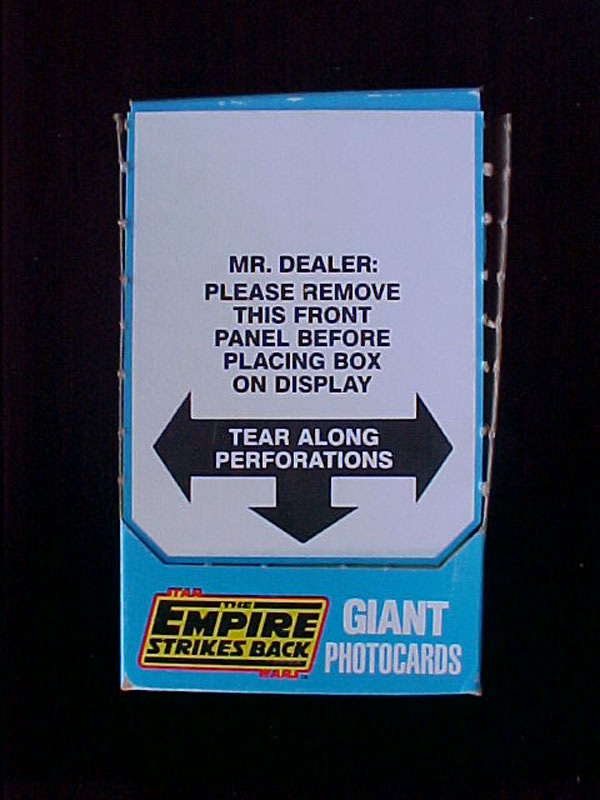 MR. DEALER:
PLEASE REMOVE
THIS FRONT
PANEL BEFORE
PLACING BOX
ON DISPLAY
TEAR ALONG
PERFORATIONS
STAR
THE
EMPIRE
STRIKES BACK
WARS
GIANT
PHOTOCARDS